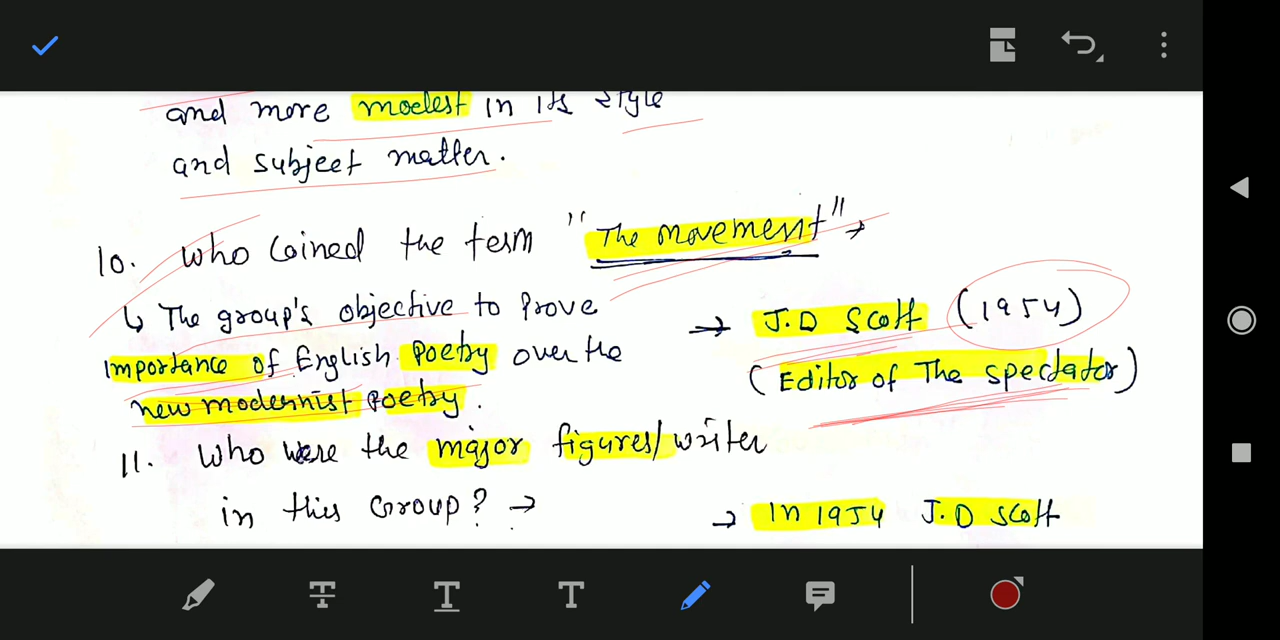 and more modest in its style
and subject matter.
10. Who coined the term "The movement" →
↳ The group's objective to Prove
importance of English Poetry over the
new modernist Poetry.
→ J.D Scott (1954)
(Editor of The spectator)
11. Who were the major figures/writer
in this Group? →
→ In 1954 J.D Scott
T T T